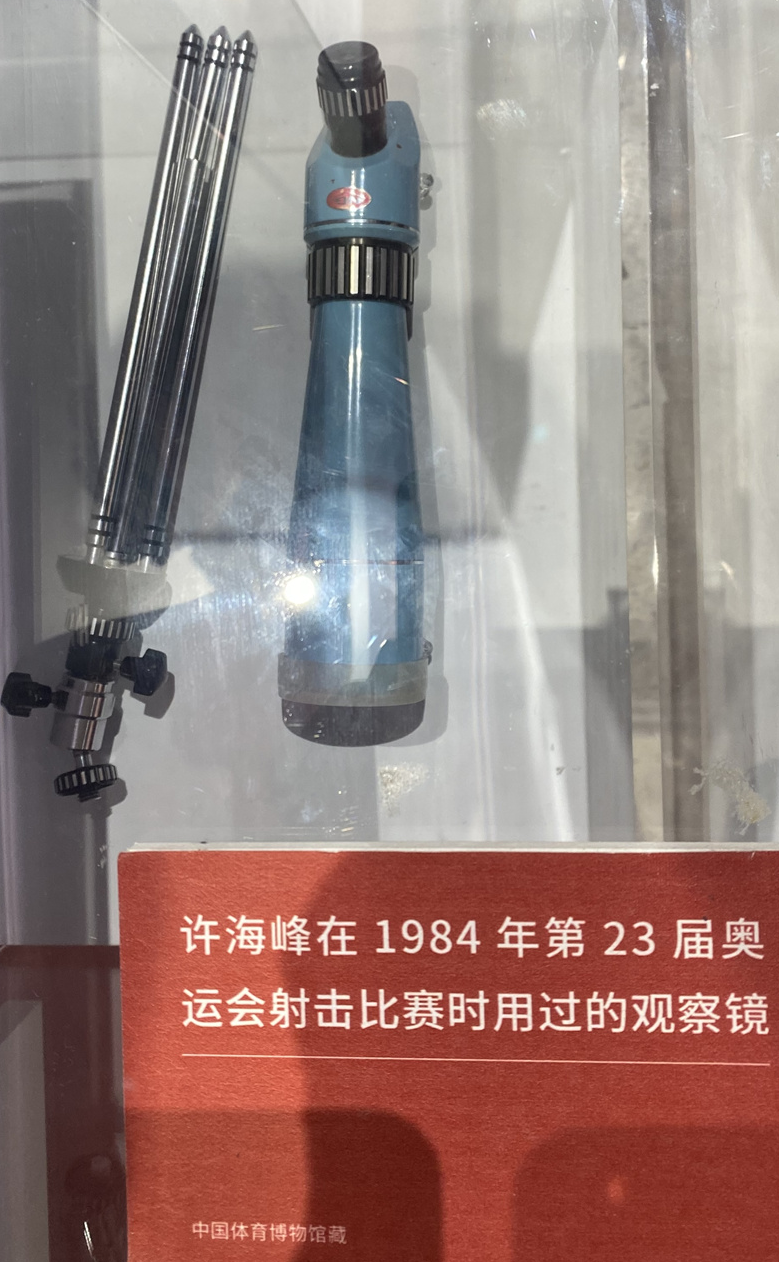 许海峰在 1984 年第 23 届奥
运会射击比赛时用过的观察镜
中国体育博物馆藏